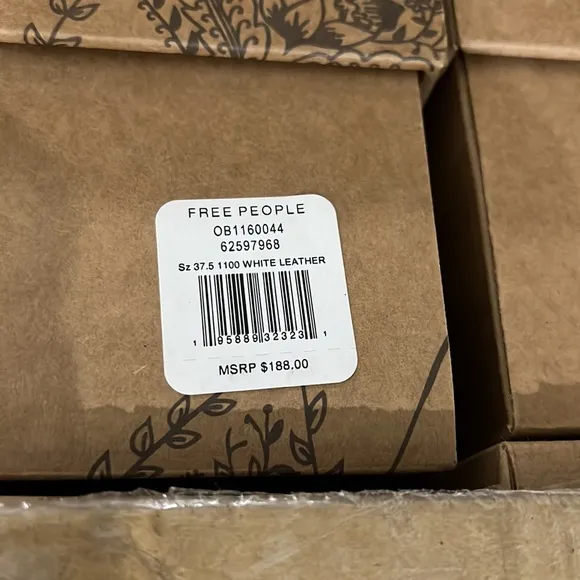 FREE PEOPLE
OB1160044
62597968
Sz 37.5 1100 WHITE LEATHER
1 95889 32323 1
MSRP $188.00